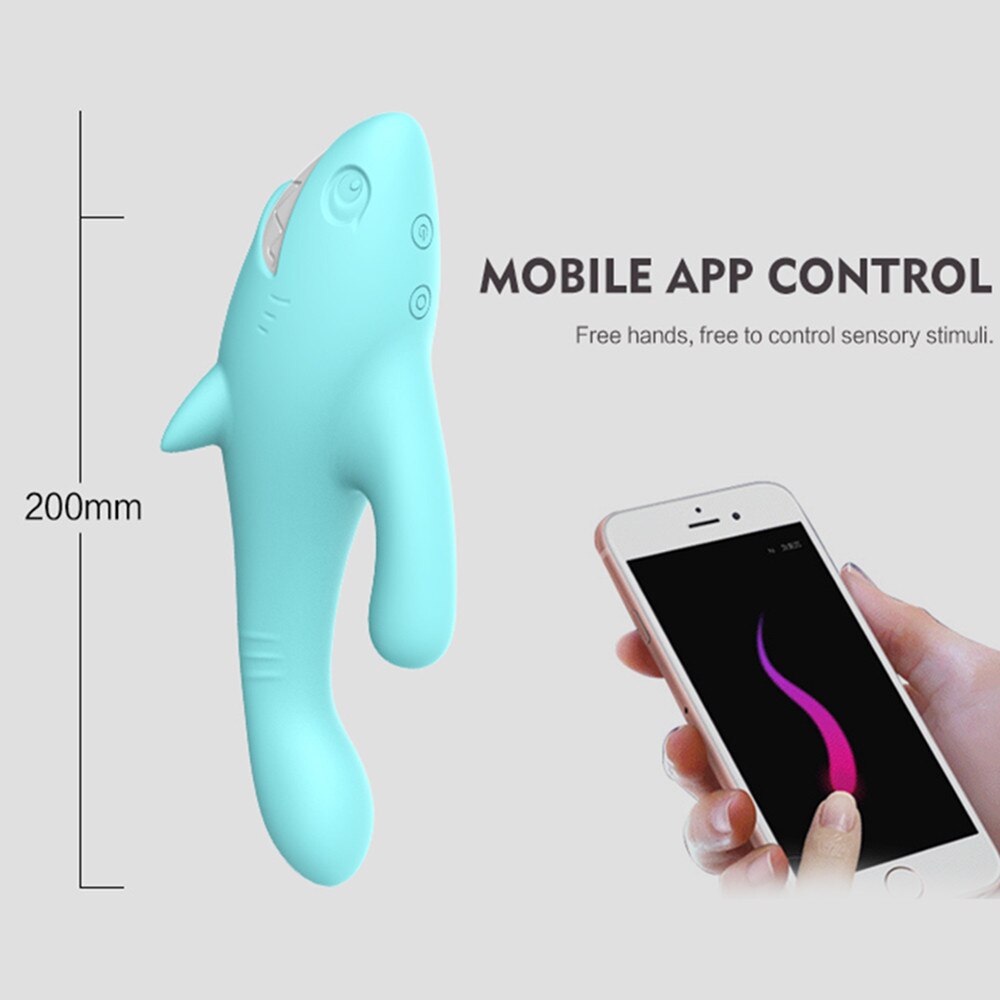 MOBILE APP CONTROL
Free hands, free to control sensory stimuli.
200mm